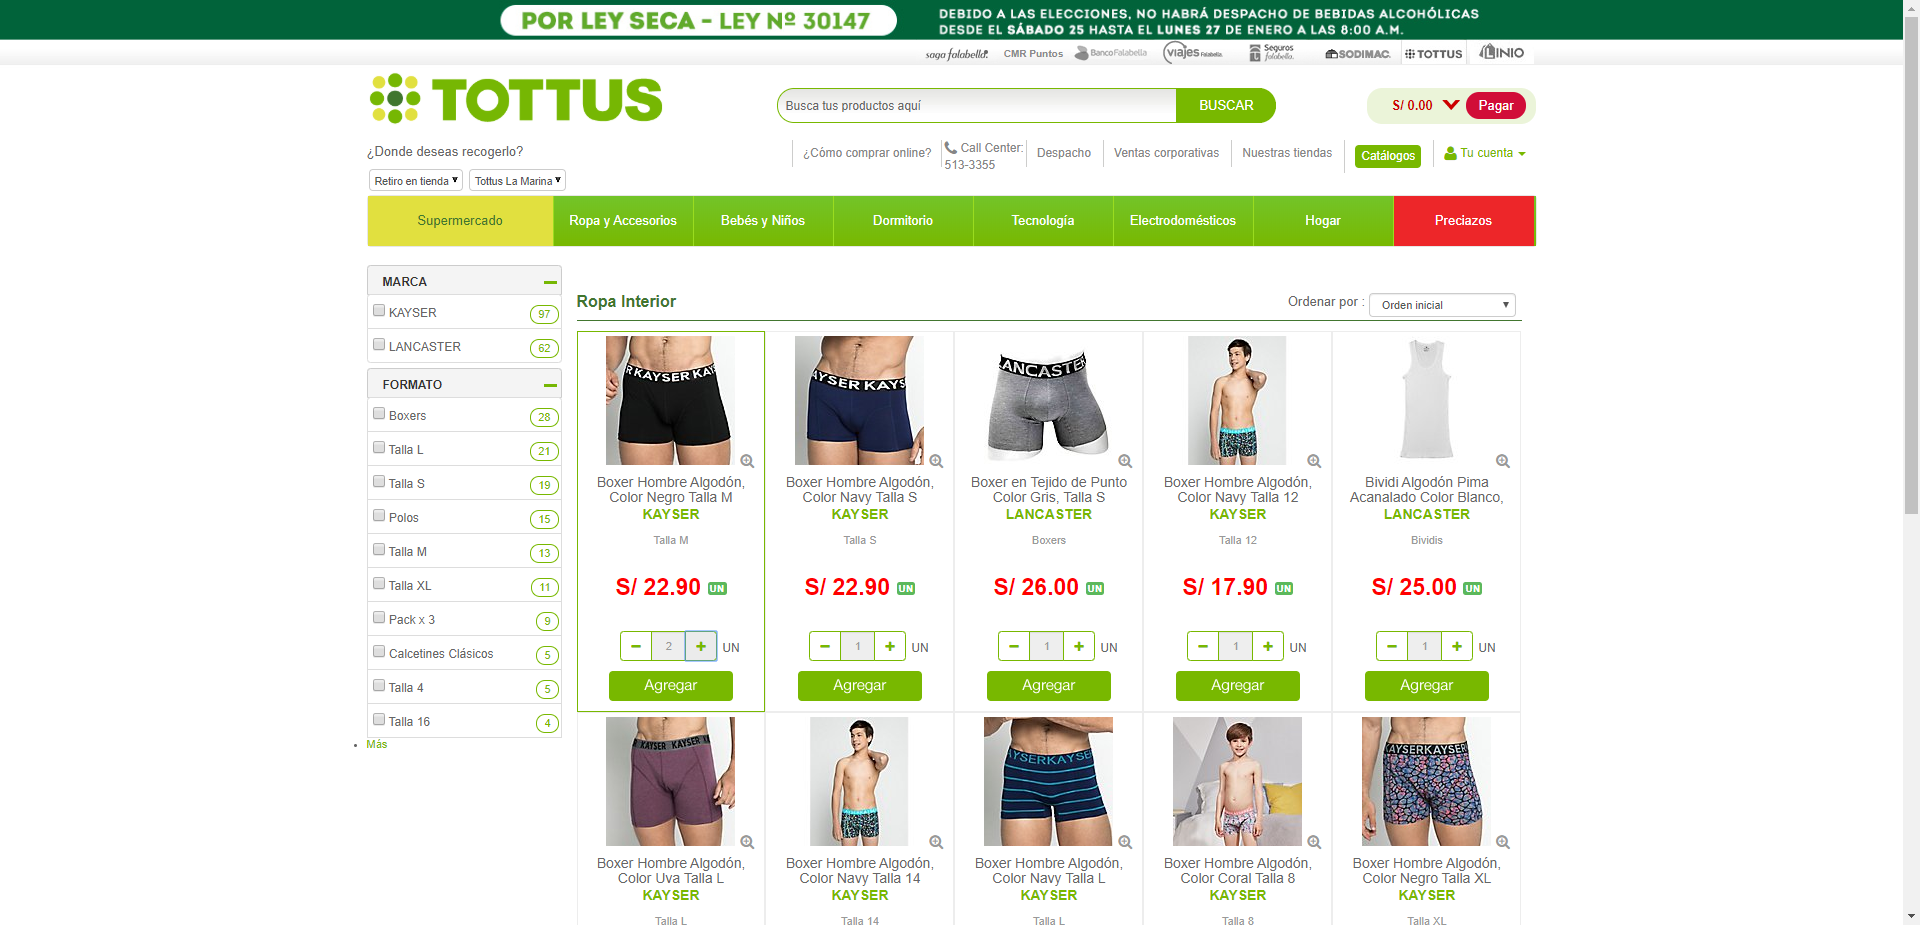 POR LEY SECA - LEY Nº 30147
DEBIDO A LAS ELECCIONES, NO HABRÁ DESPACHO DE BEBIDAS ALCOHÓLICAS
DESDE EL SÁBADO 25 HASTA EL LUNES 27 DE ENERO A LAS 8:00 A.M.
saga falabella. CMR Puntos BancoFalabella Viajes Falabella Seguros falabella. SODIMAC. TOTTUS LINIO
TOTTUS
Busca tus productos aquí BUSCAR
S/ 0.00 Pagar
¿Donde deseas recogerlo?
Retiro en tienda Tottus La Marina
¿Cómo comprar online? Call Center: 513-3355 Despacho Ventas corporativas Nuestras tiendas Catálogos Tu cuenta
Supermercado Ropa y Accesorios Bebés y Niños Dormitorio Tecnología Electrodomésticos Hogar Preciazos
MARCA
KAYSER 97
LANCASTER 62
FORMATO
Boxers 28
Talla L 21
Talla S 19
Polos 15
Talla M 13
Talla XL 11
Pack x 3 9
Calcetines Clásicos 5
Talla 4 5
Talla 16 4
Más
Ropa Interior
Ordenar por : Orden inicial
KAYSER KAY
AYSER KAYS
LANCASTER
Boxer Hombre Algodón,
Color Negro Talla M
KAYSER
Talla M
S/ 22.90 UN
2 UN
Agregar
Boxer Hombre Algodón,
Color Navy Talla S
KAYSER
Talla S
S/ 22.90 UN
1 UN
Agregar
Boxer en Tejido de Punto
Color Gris, Talla S
LANCASTER
Boxers
S/ 26.00 UN
1 UN
Agregar
Boxer Hombre Algodón,
Color Navy Talla 12
KAYSER
Talla 12
S/ 17.90 UN
1 UN
Agregar
Bividi Algodón Pima
Acanalado Color Blanco,
LANCASTER
Bividis
S/ 25.00 UN
1 UN
Agregar
KAYSER KAYSER
AYSERKAYSE
KAYSERKAYSER
Boxer Hombre Algodón,
Color Uva Talla L
KAYSER
Talla L
Boxer Hombre Algodón,
Color Navy Talla 14
KAYSER
Talla 14
Boxer Hombre Algodón,
Color Navy Talla L
KAYSER
Talla L
Boxer Hombre Algodón,
Color Coral Talla 8
KAYSER
Talla 8
Boxer Hombre Algodón,
Color Negro Talla XL
KAYSER
Talla XL